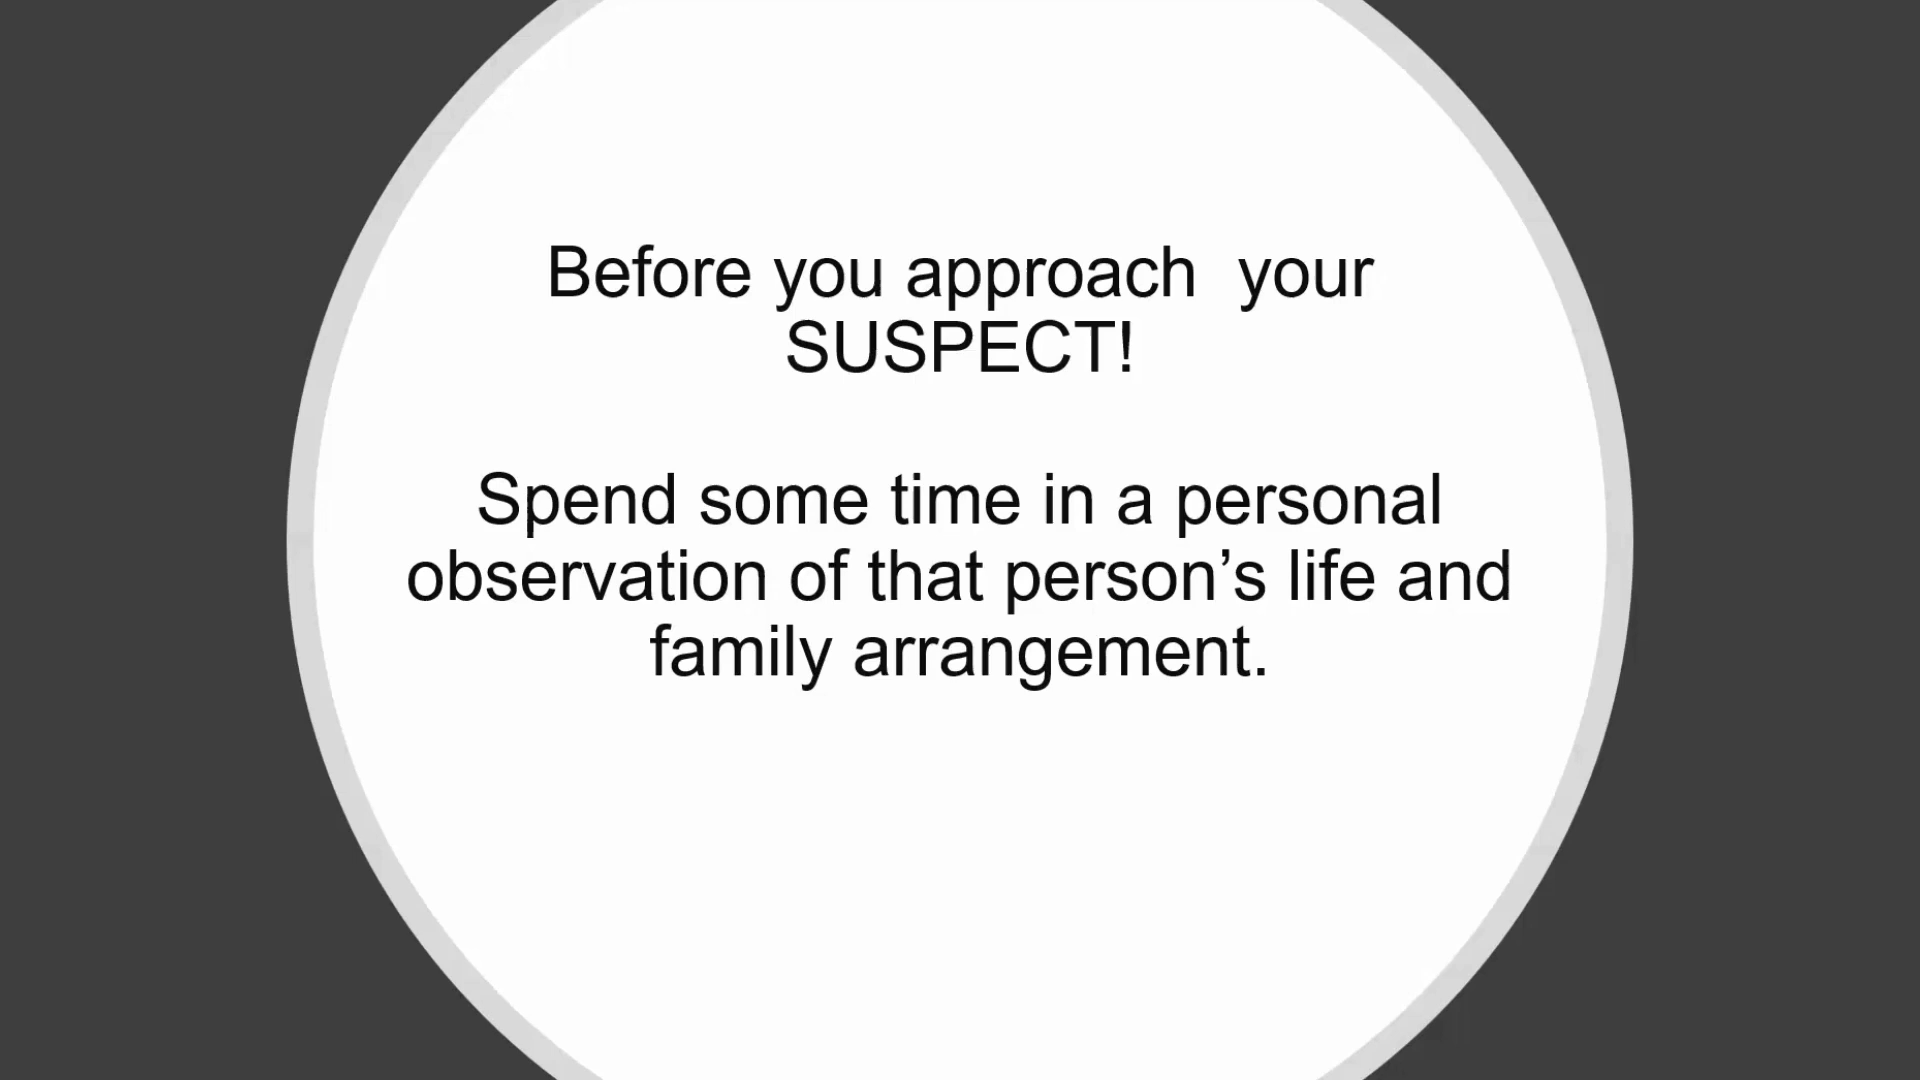 Before you approach  your
SUSPECT!
Spend some time in a personal
observation of that person’s life and
family arrangement.